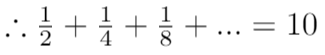 ∴ 1/2 + 1/4 + 1/8 + ... = 10